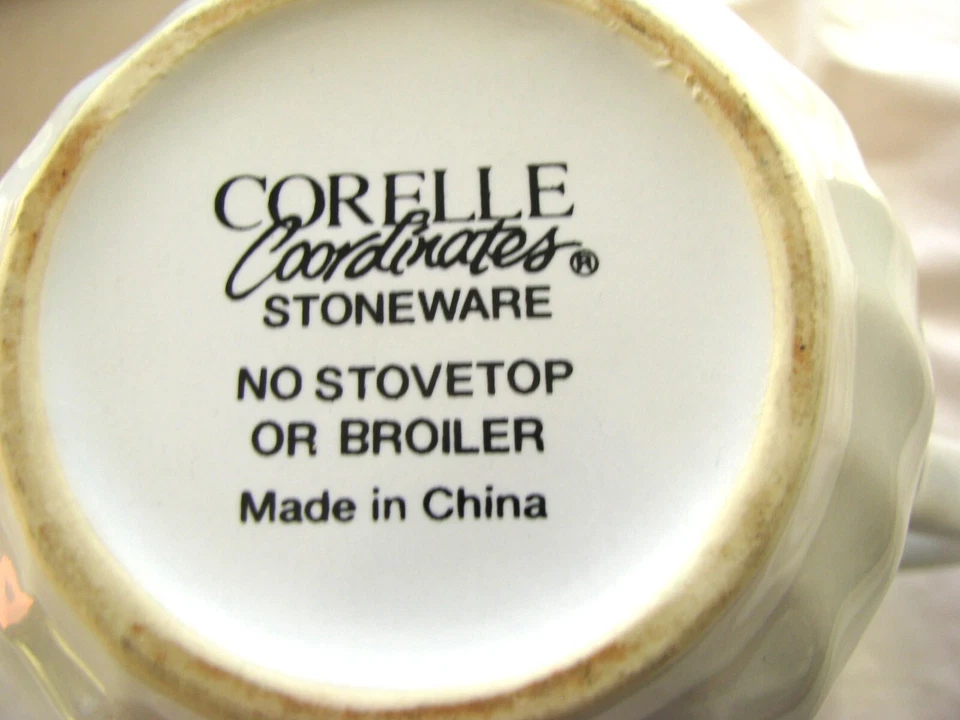 CORELLE
Coordinates®
STONEWARE
NO STOVETOP
OR BROILER
Made in China